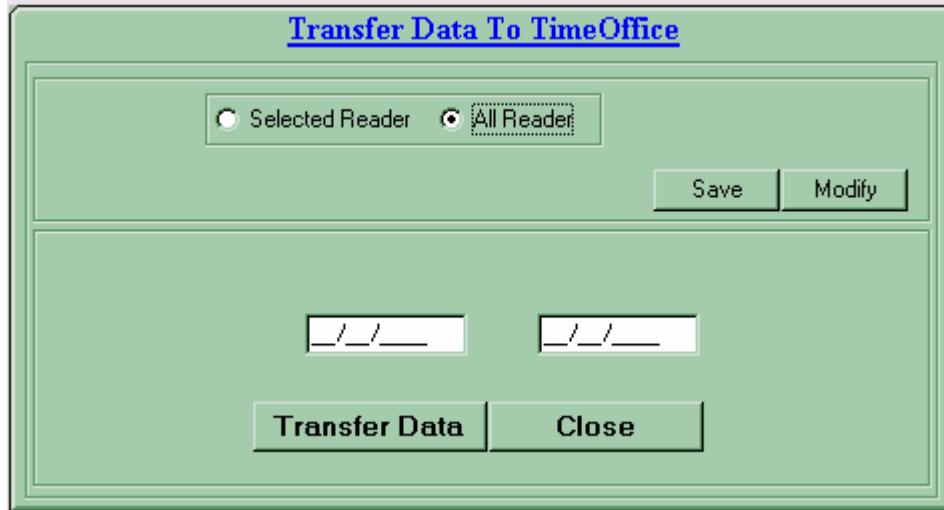 Transfer Data To TimeOffice
Selected Reader All Reader
Save Modify
__/__/____ __/__/____
Transfer Data Close